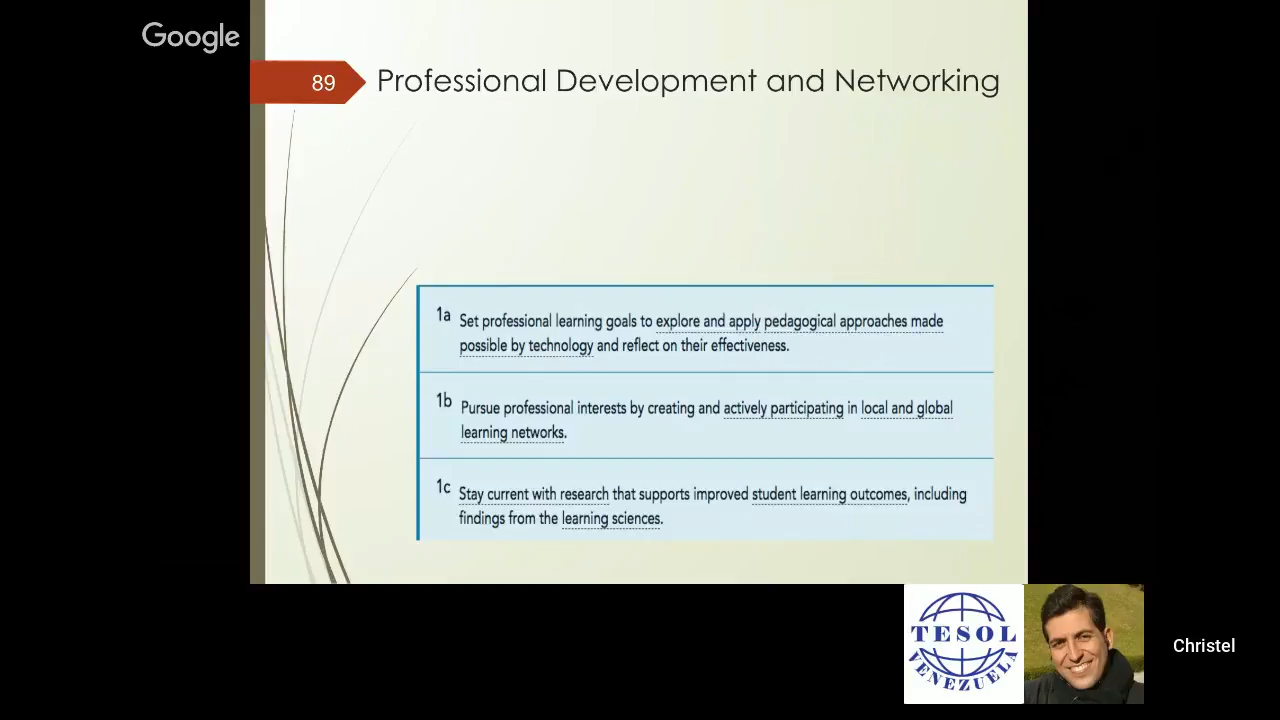 Google
89
Professional Development and Networking
1a
Set professional learning goals to explore and apply pedagogical approaches made
possible by technology and reflect on their effectiveness.
1b
Pursue professional interests by creating and actively participating in local and global
learning networks.
1c
Stay current with research that supports improved student learning outcomes, including
findings from the learning sciences.
TESOL
VENEZUELA
Christel